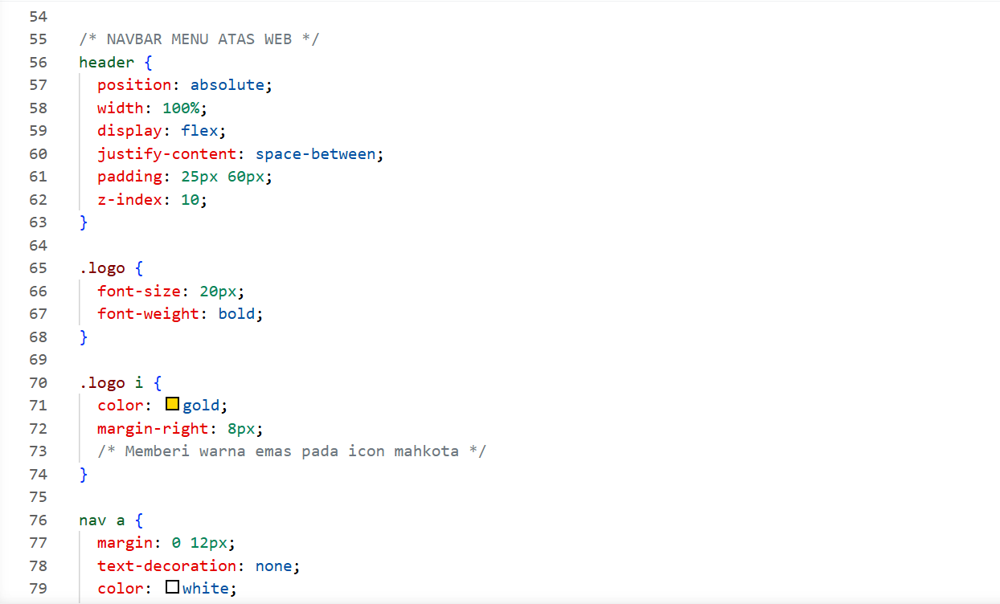 54
55 /* NAVBAR MENU ATAS WEB */
56 header {
57 position: absolute;
58 width: 100%;
59 display: flex;
60 justify-content: space-between;
61 padding: 25px 60px;
62 z-index: 10;
63 }
64
65 .logo {
66 font-size: 20px;
67 font-weight: bold;
68 }
69
70 .logo i {
71 color: gold;
72 margin-right: 8px;
73 /* Memberi warna emas pada icon mahkota */
74 }
75
76 nav a {
77 margin: 0 12px;
78 text-decoration: none;
79 color: white;